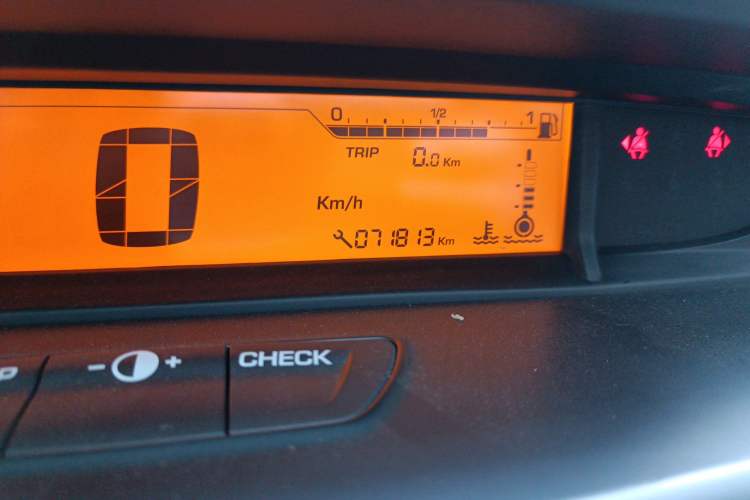 0 1/2 1
TRIP 0.0 Km
0
Km/h
071813 Km
- +
CHECK